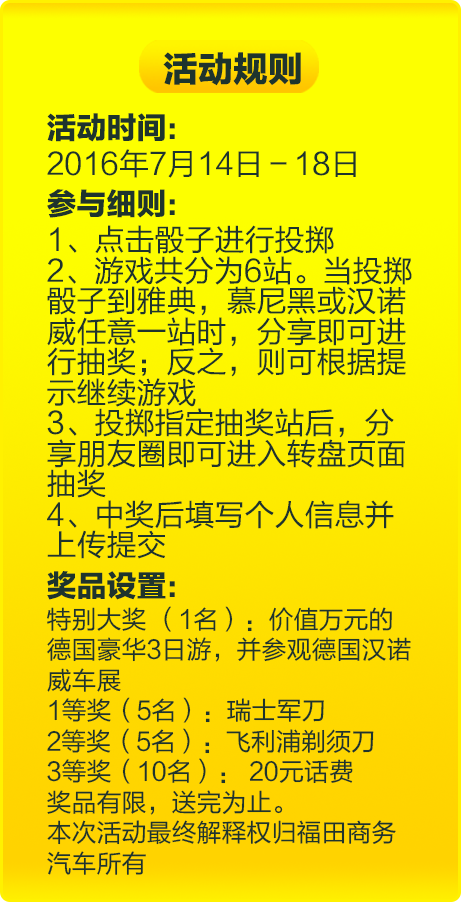 活动规则
活动时间：
2016年7月14日－18日
参与细则：
1、点击骰子进行投掷
2、游戏共分为6站。当投掷
骰子到雅典，慕尼黑或汉诺
威任意一站时，分享即可进
行抽奖；反之，则可根据提
示继续游戏
3、投掷指定抽奖站后，分
享朋友圈即可进入转盘页面
抽奖
4、中奖后填写个人信息并
上传提交
奖品设置：
特别大奖（1名）：价值万元的
德国豪华3日游，并参观德国汉诺
威车展
1等奖（5名）：瑞士军刀
2等奖（5名）：飞利浦剃须刀
3等奖（10名）： 20元话费
奖品有限，送完为止。
本次活动最终解释权归福田商务
汽车所有